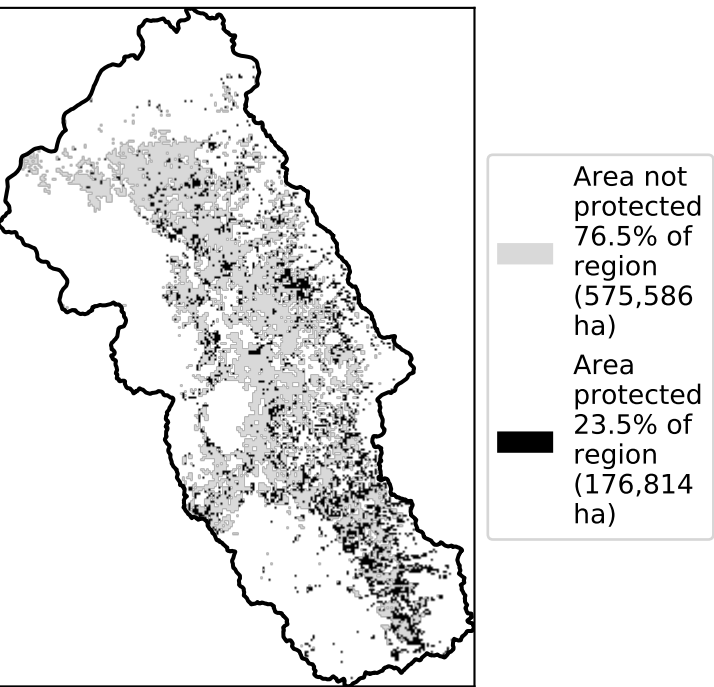 Area not
protected
76.5% of
region
(575,586
ha)
Area
protected
23.5% of
region
(176,814
ha)